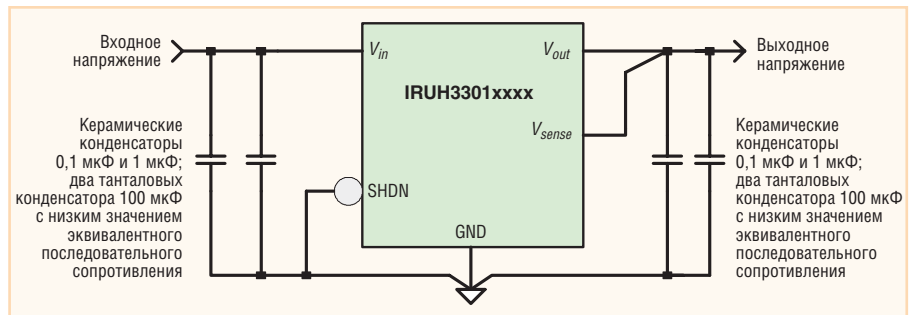 Входное
напряжение
Керамические
конденсаторы
0,1 мкФ и 1 мкФ;
два танталовых
конденсатора 100 мкФ
с низким значением
эквивалентного
последовательного
сопротивления
Vin
Vout
IRUH3301xxxx
Vsense
SHDN
GND
Выходное
напряжение
Керамические
конденсаторы
0,1 мкФ и 1 мкФ;
два танталовых
конденсатора 100 мкФ
с низким значением
эквивалентного
последовательного
сопротивления